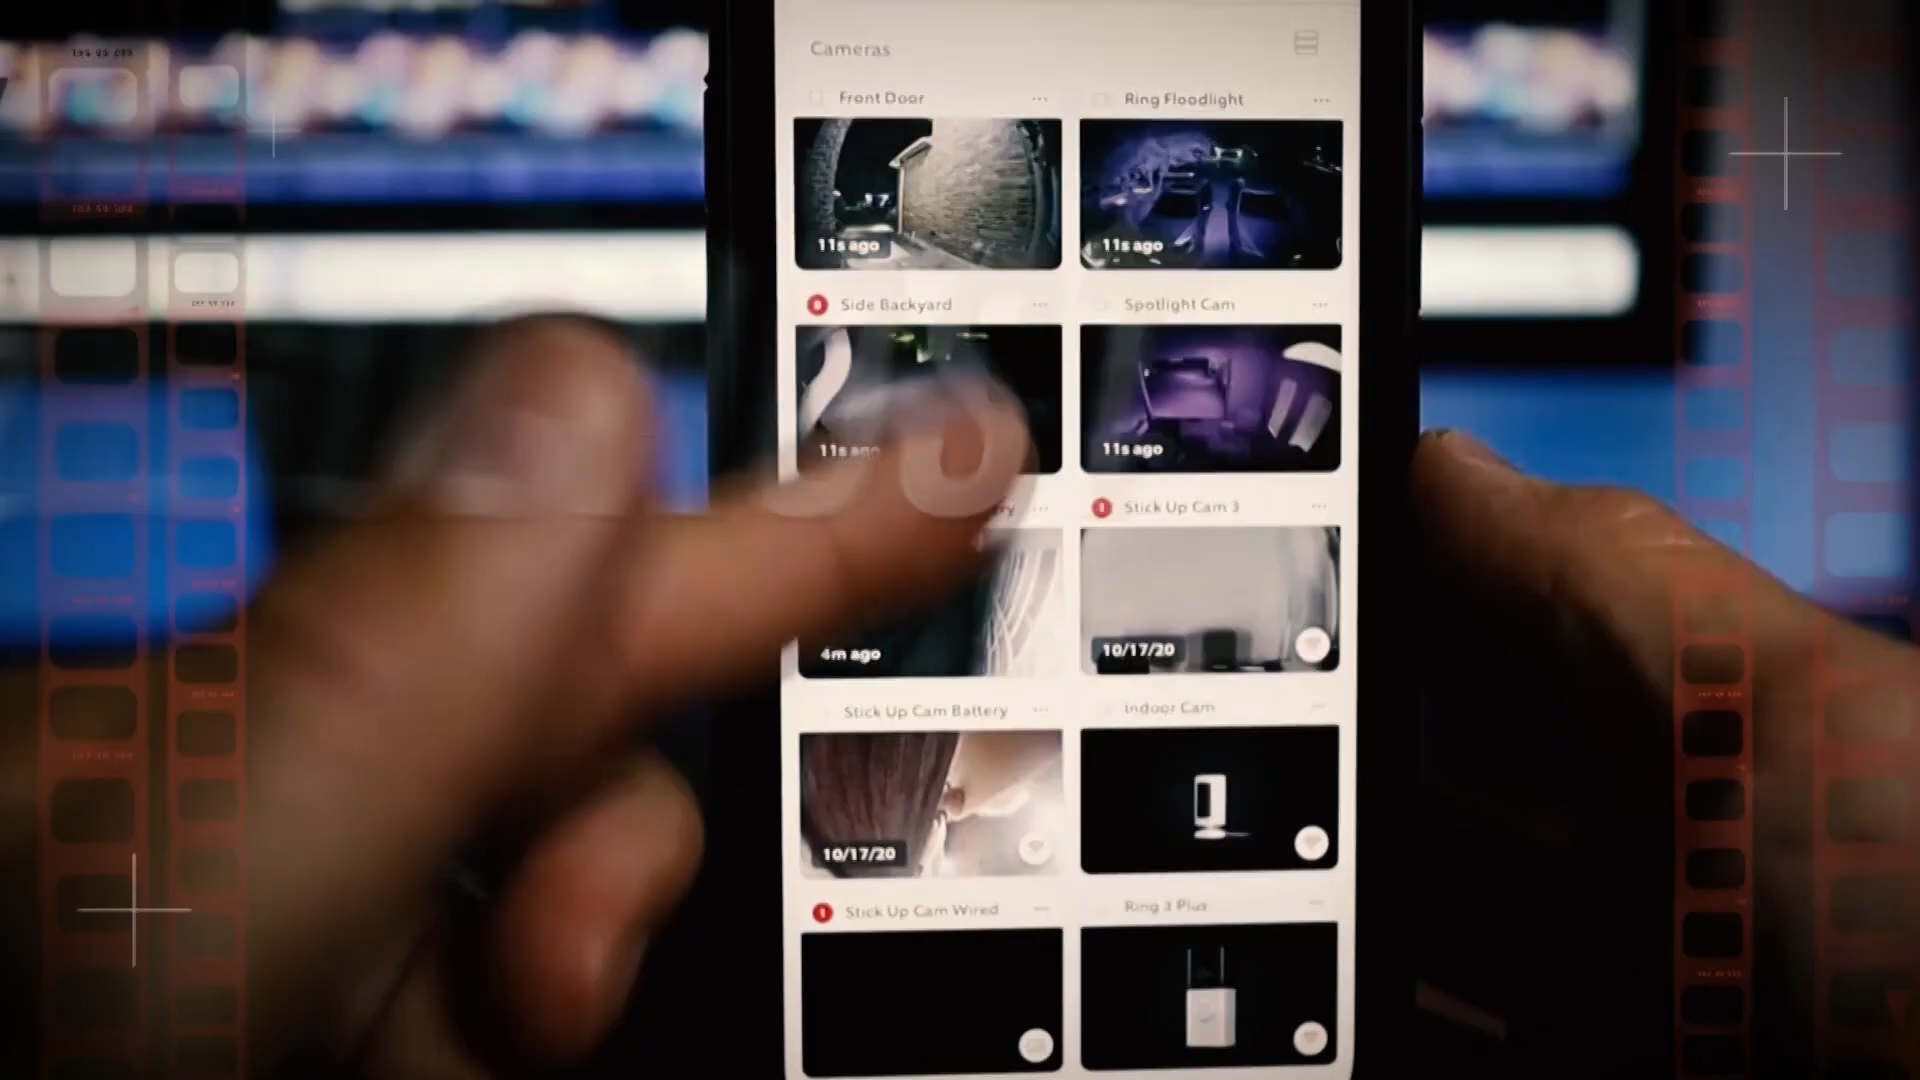 Cameras
Front Door
Ring Floodlight
11s ago
11s ago
Side Backyard
Spotlight Cam
11s ago
11s ago
Stick Up Cam 3
4m ago
10/17/20
Stick Up Cam Battery
Indoor Cam
10/17/20
Stick Up Cam Wired
Ring 3 Plus